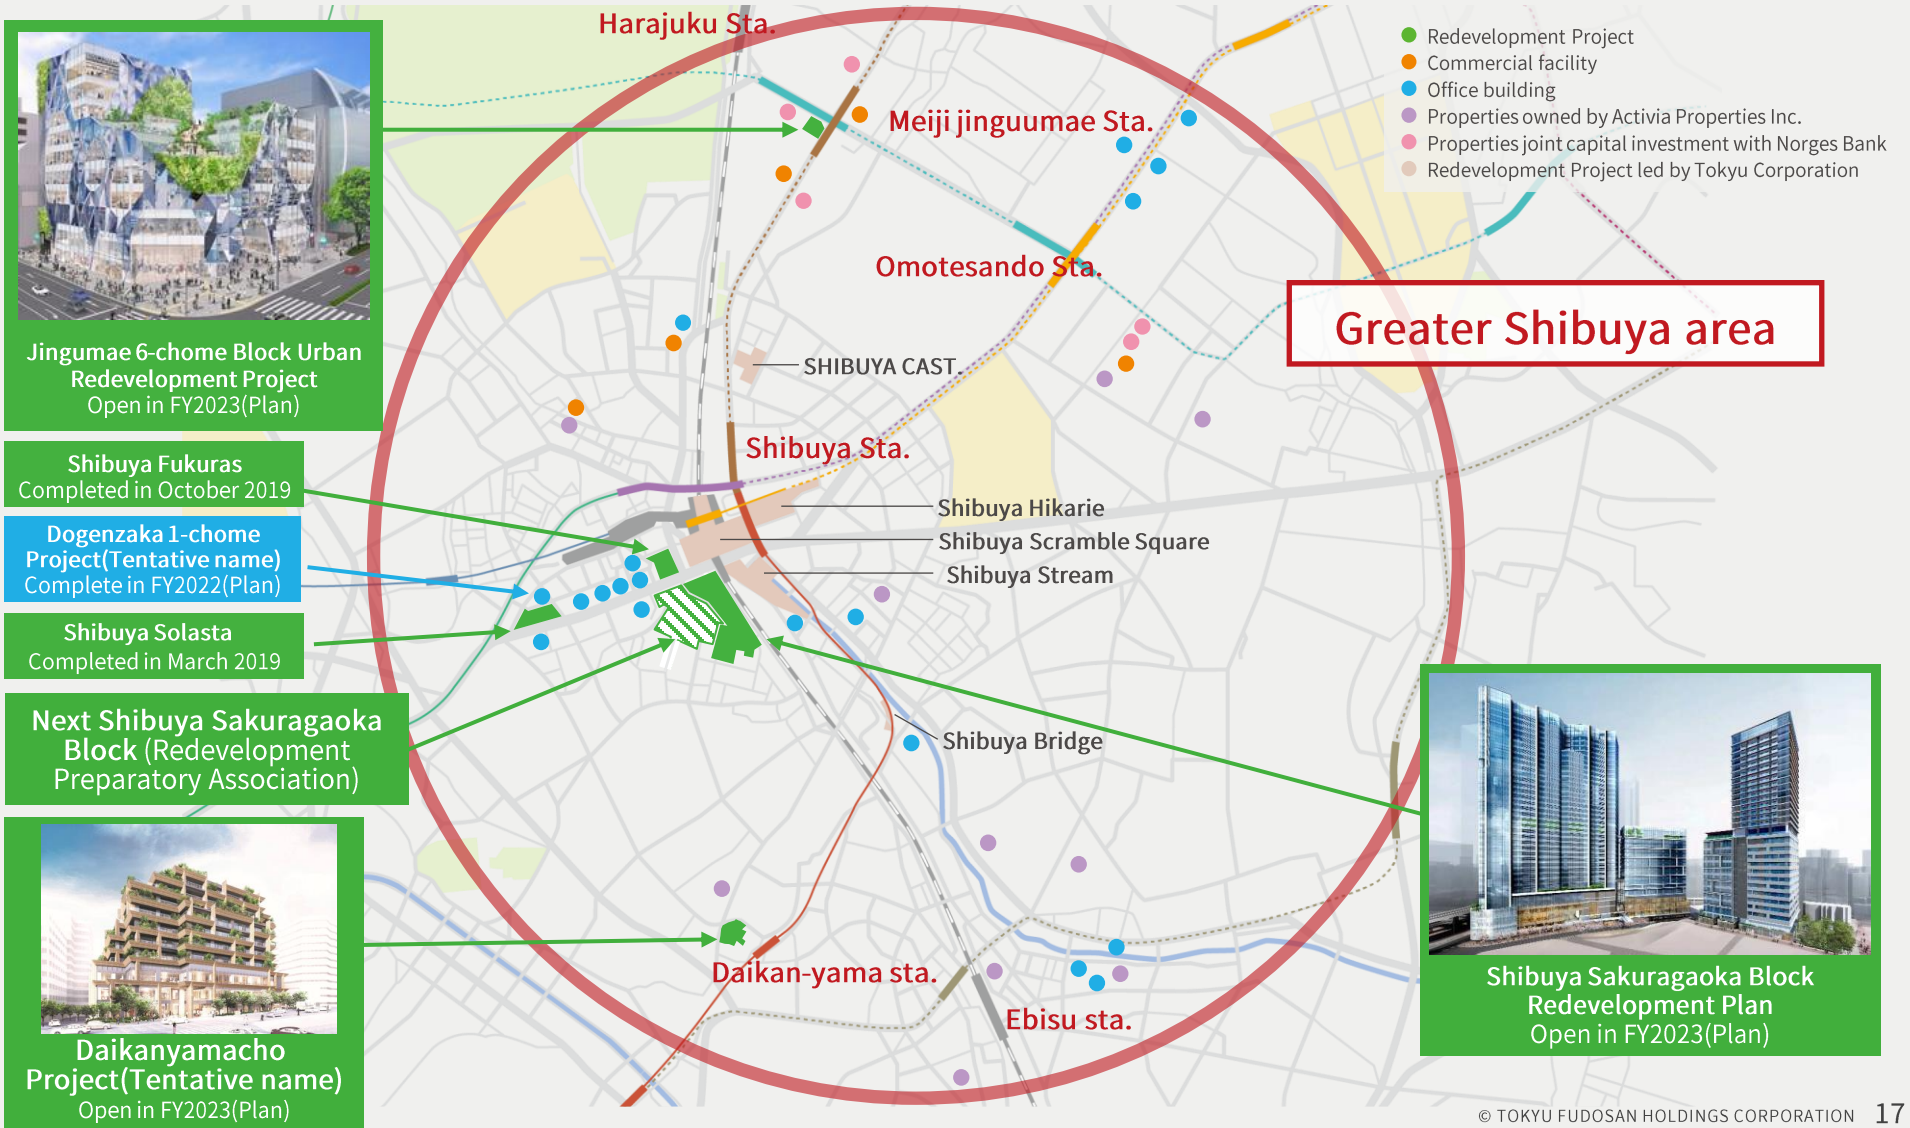 Harajuku Sta.
Meiji jinguumae Sta.
Omotesando Sta.
Redevelopment Project
Commercial facility
Office building
Properties owned by Activia Properties Inc.
Properties joint capital investment with Norges Bank
Redevelopment Project led by Tokyu Corporation
Greater Shibuya area
Jingumae 6-chome Block Urban
Redevelopment Project
Open in FY2023(Plan)
SHIBUYA CAST.
Shibuya Sta.
Shibuya Fukuras
Completed in October 2019
Dogenzaka 1-chome
Project(Tentative name)
Complete in FY2022(Plan)
Shibuya Solasta
Completed in March 2019
Shibuya Hikarie
Shibuya Scramble Square
Shibuya Stream
Next Shibuya Sakuragaoka
Block (Redevelopment
Preparatory Association)
Shibuya Bridge
Daikanyamacho
Project(Tentative name)
Open in FY2023(Plan)
Daikan-yama sta.
Ebisu sta.
Shibuya Sakuragaoka Block
Redevelopment Plan
Open in FY2023(Plan)
© TOKYU FUDOSAN HOLDINGS CORPORATION 17